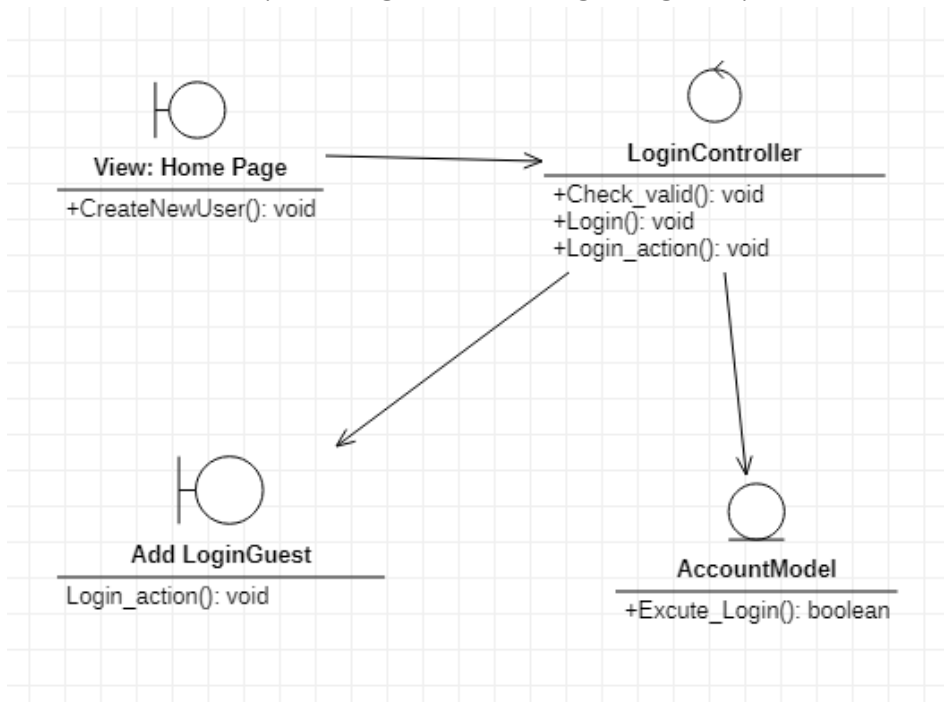 View: Home Page
+CreateNewUser(): void
LoginController
+Check_valid(): void
+Login(): void
+Login_action(): void
Add LoginGuest
Login_action(): void
AccountModel
+Excute_Login(): boolean